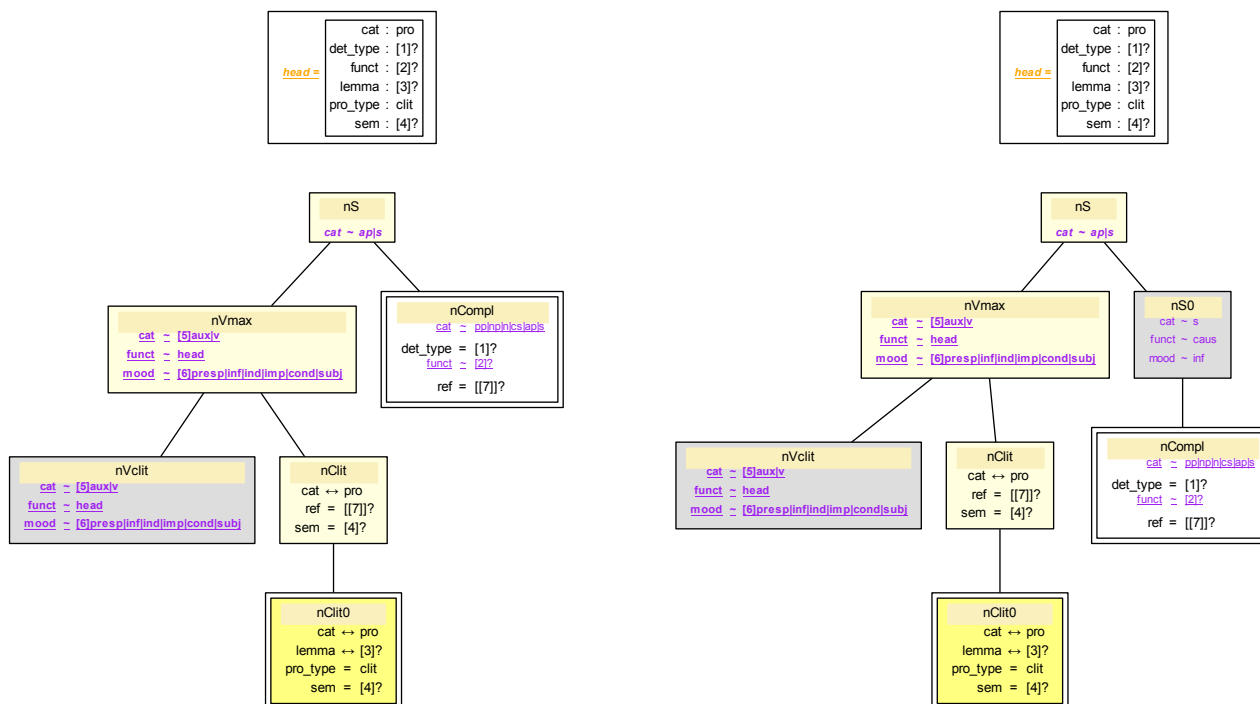 cat : pro
det_type : [1]?
funct : [2]?
head =
lemma : [3]?
pro_type : clit
sem : [4]?
nS
cat ~ ap|s
nVmax
cat ~ [5]aux|v
funct ~ head
mood ~ [6]presp|inf|ind|imp|cond|subj
nCompl
cat ~ pp|np|n|cs|ap|s
det_type = [1]?
funct ~ [2]?
ref = [[7]]?
nVclit
cat ~ [5]aux|v
funct ~ head
mood ~ [6]presp|inf|ind|imp|cond|subj
nClit
cat ↔ pro
ref = [[7]]?
sem = [4]?
nClit0
cat ↔ pro
lemma ↔ [3]?
pro_type = clit
sem = [4]?
cat : pro
det_type : [1]?
funct : [2]?
head =
lemma : [3]?
pro_type : clit
sem : [4]?
nS
cat ~ ap|s
nVmax
cat ~ [5]aux|v
funct ~ head
mood ~ [6]presp|inf|ind|imp|cond|subj
nS0
cat ~ s
funct ~ caus
mood ~ inf
nVclit
cat ~ [5]aux|v
funct ~ head
mood ~ [6]presp|inf|ind|imp|cond|subj
nClit
cat ↔ pro
ref = [[7]]?
sem = [4]?
nCompl
cat ~ pp|np|n|cs|ap|s
det_type = [1]?
funct ~ [2]?
ref = [[7]]?
nClit0
cat ↔ pro
lemma ↔ [3]?
pro_type = clit
sem = [4]?